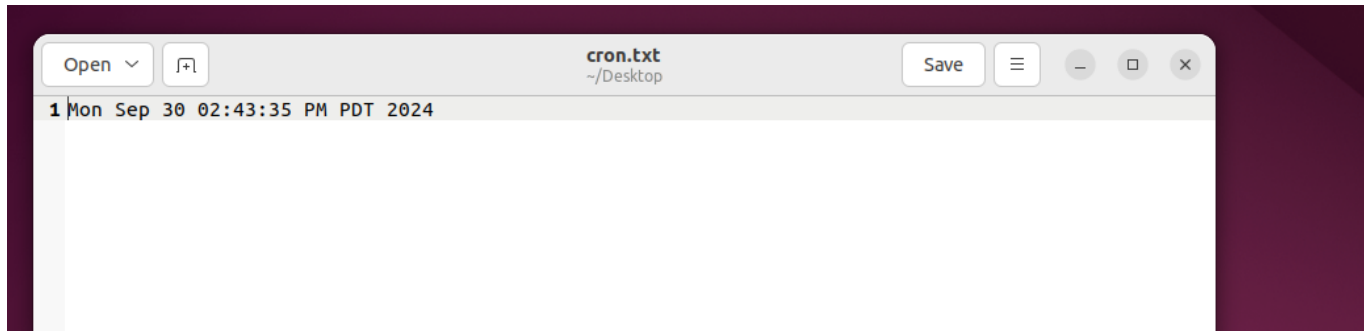 Open
cron.txt
~/Desktop
Save
1 Mon Sep 30 02:43:35 PM PDT 2024